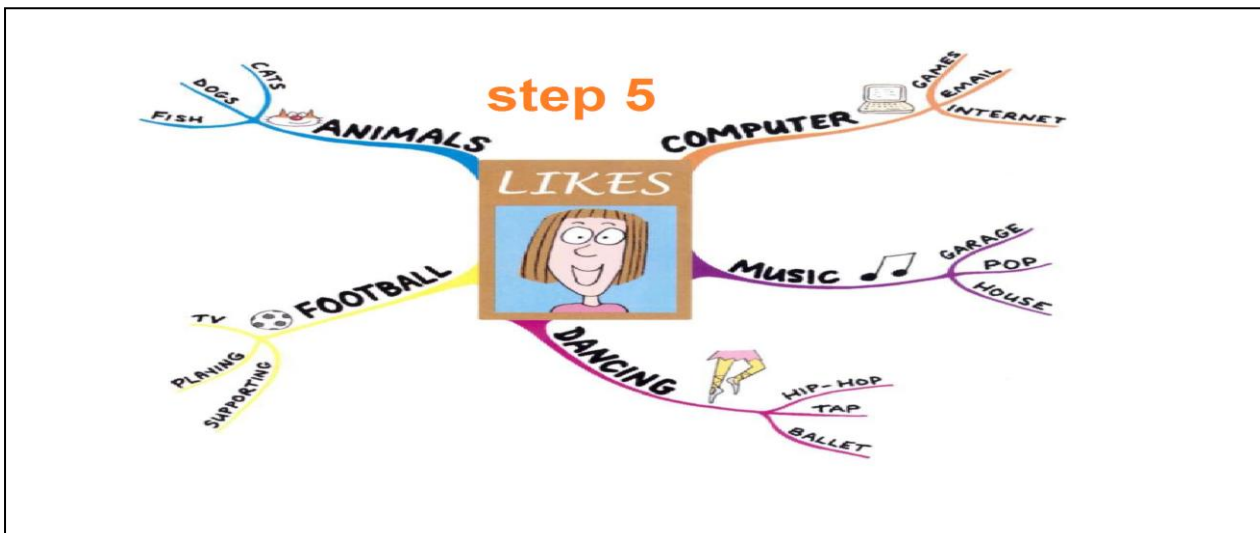 step 5
LIKES
ANIMALS
CATS
DOGS
FISH
COMPUTER
GAMES
EMAIL
INTERNET
MUSIC
GARAGE
POP
HOUSE
DANCING
HIP-HOP
TAP
BALLET
FOOTBALL
TV
PLAYING
SUPPORTING